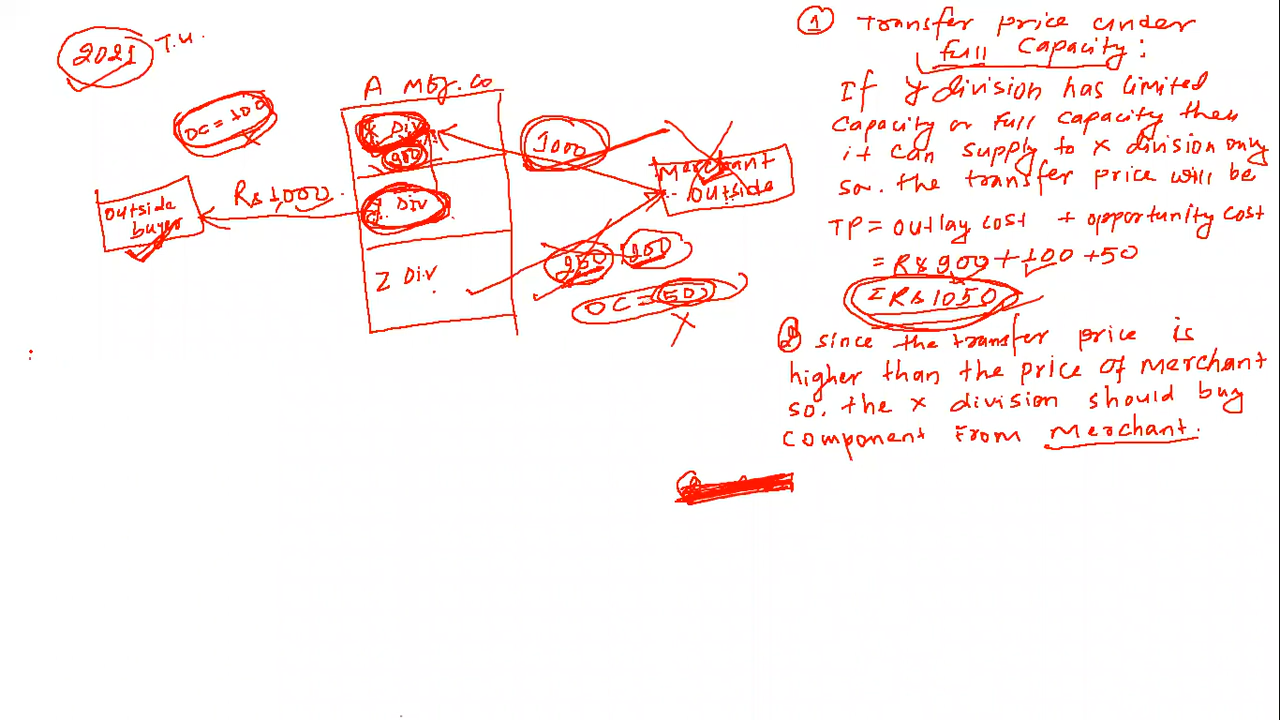 2021 T.U.
A Mfg. co
OC = 100
X Div
900
1000
Merchant
outside
Rs 1,000
outside
buyer
Y Div
Z Div
250
OC = 50
① Transfer price under
full Capacity:
If Y division has limited
Capacity or full capacity then
it can supply to X division only
so. the transfer price will be
TP = outlay cost + opportunity cost
= Rs 900 + 100 + 50
= Rs 1050
② since the transfer price is
higher than the price of Merchant
so. the X division should buy
component from Merchant.